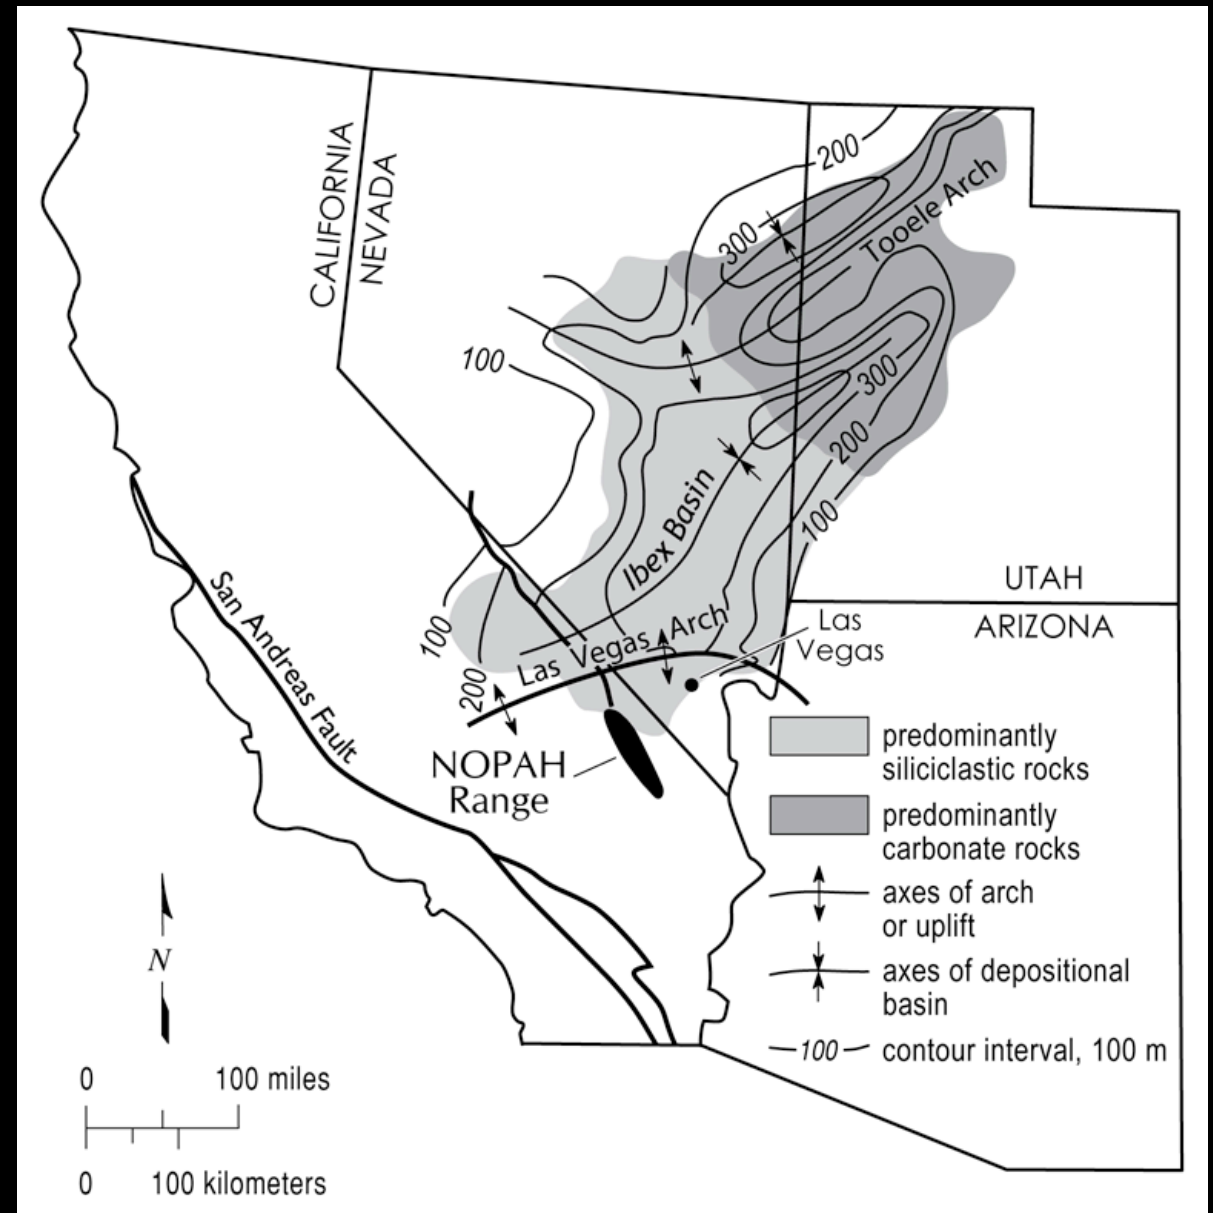 CALIFORNIA
NEVADA
200
300
Tooele Arch
100
300
200
100
Ibex Basin
UTAH
ARIZONA
100
200
Las Vegas Arch
Las
Vegas
San Andreas Fault
NOPAH
Range
predominantly
siliciclastic rocks
predominantly
carbonate rocks
axes of arch
or uplift
axes of depositional
basin
100
contour interval, 100 m
N
0
100 miles
0
100 kilometers